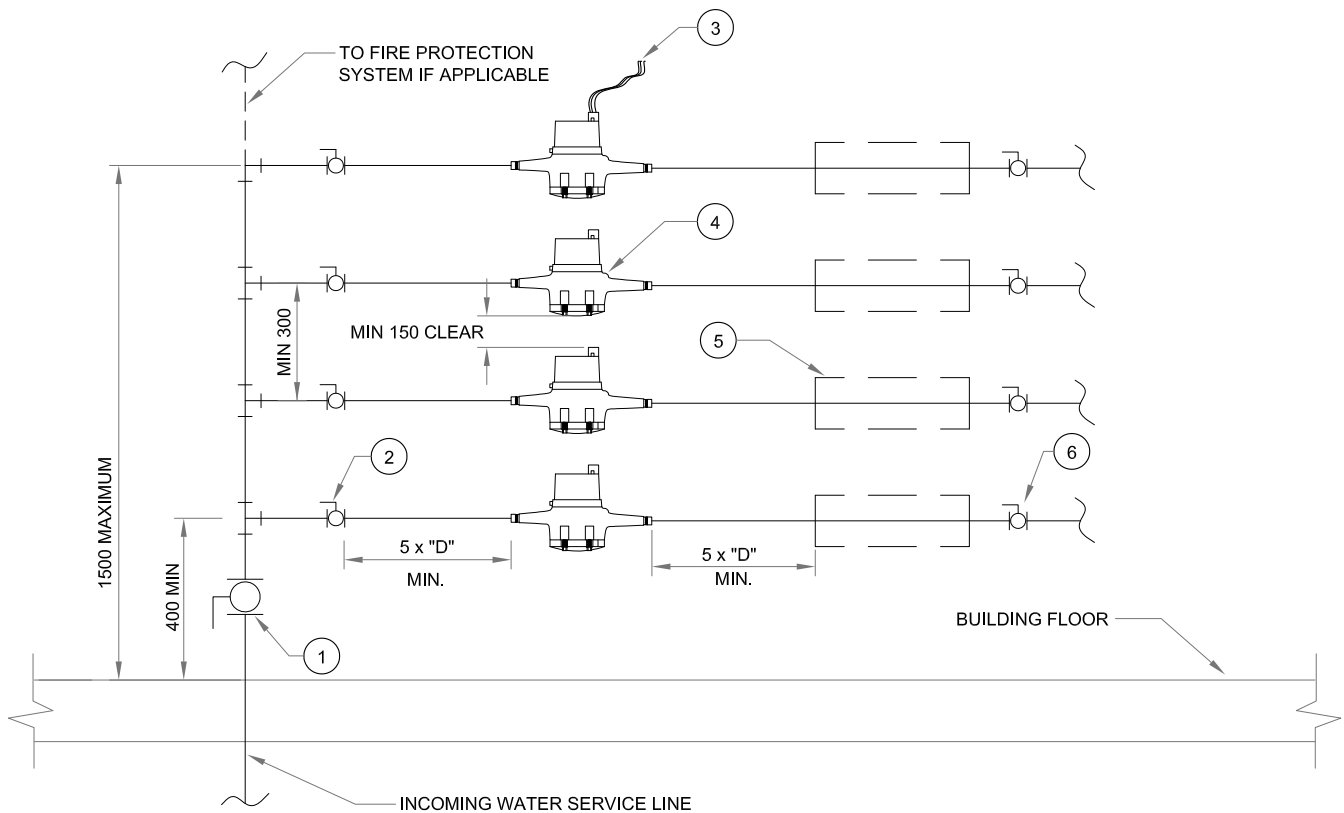 3
TO FIRE PROTECTION
SYSTEM IF APPLICABLE
4
MIN 150 CLEAR
MIN 300
5
2
6
1500 MAXIMUM
400 MIN
5 x "D"
MIN.
5 x "D"
MIN.
BUILDING FLOOR
1
INCOMING WATER SERVICE LINE